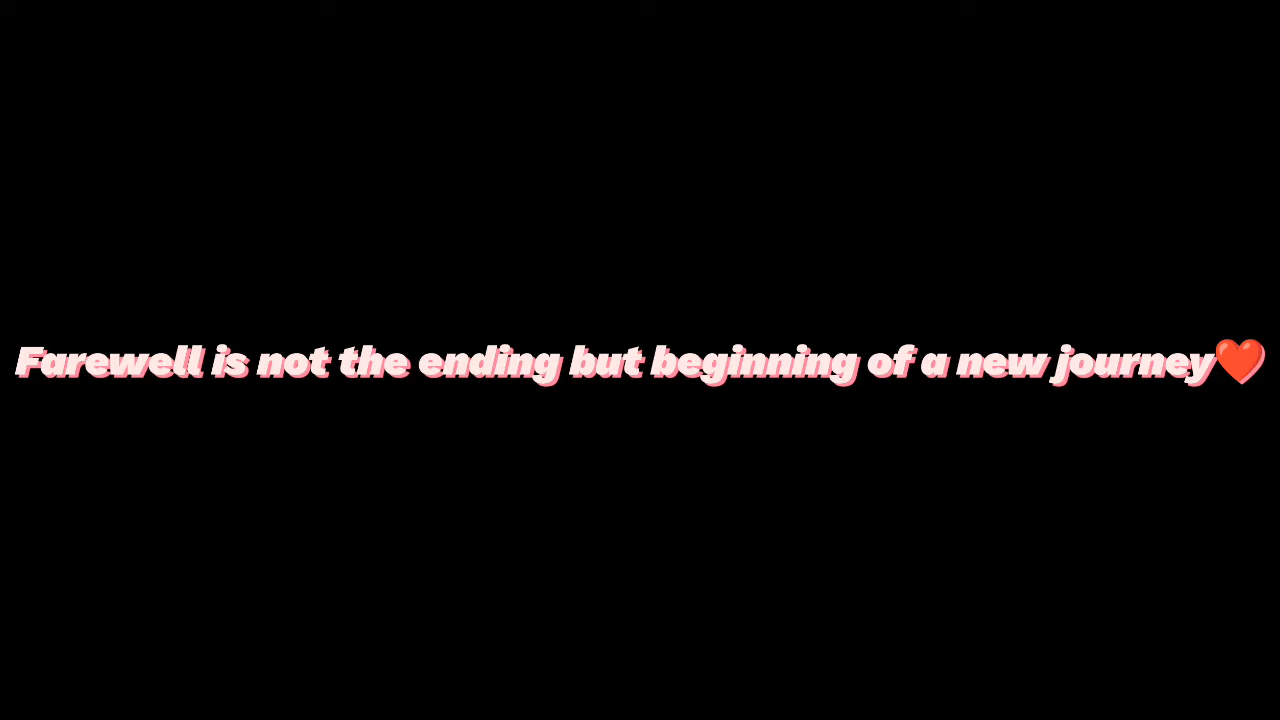 Farewell is not the ending but beginning of a new journey❤️